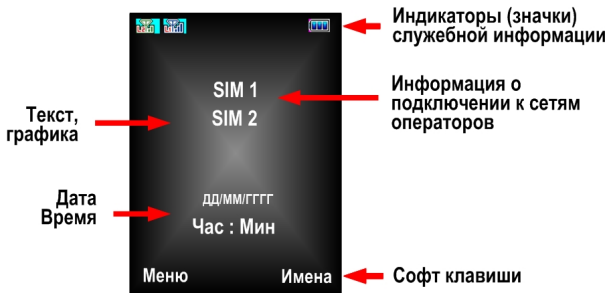 Индикаторы (значки)
служебной информации
SIM 1
SIM 2
Информация о
подключении к сетям
операторов
Текст,
графика
Дата
Время
ДД/ММ/ГГГГ
Час : Мин
Меню
Имена
Софт клавиши